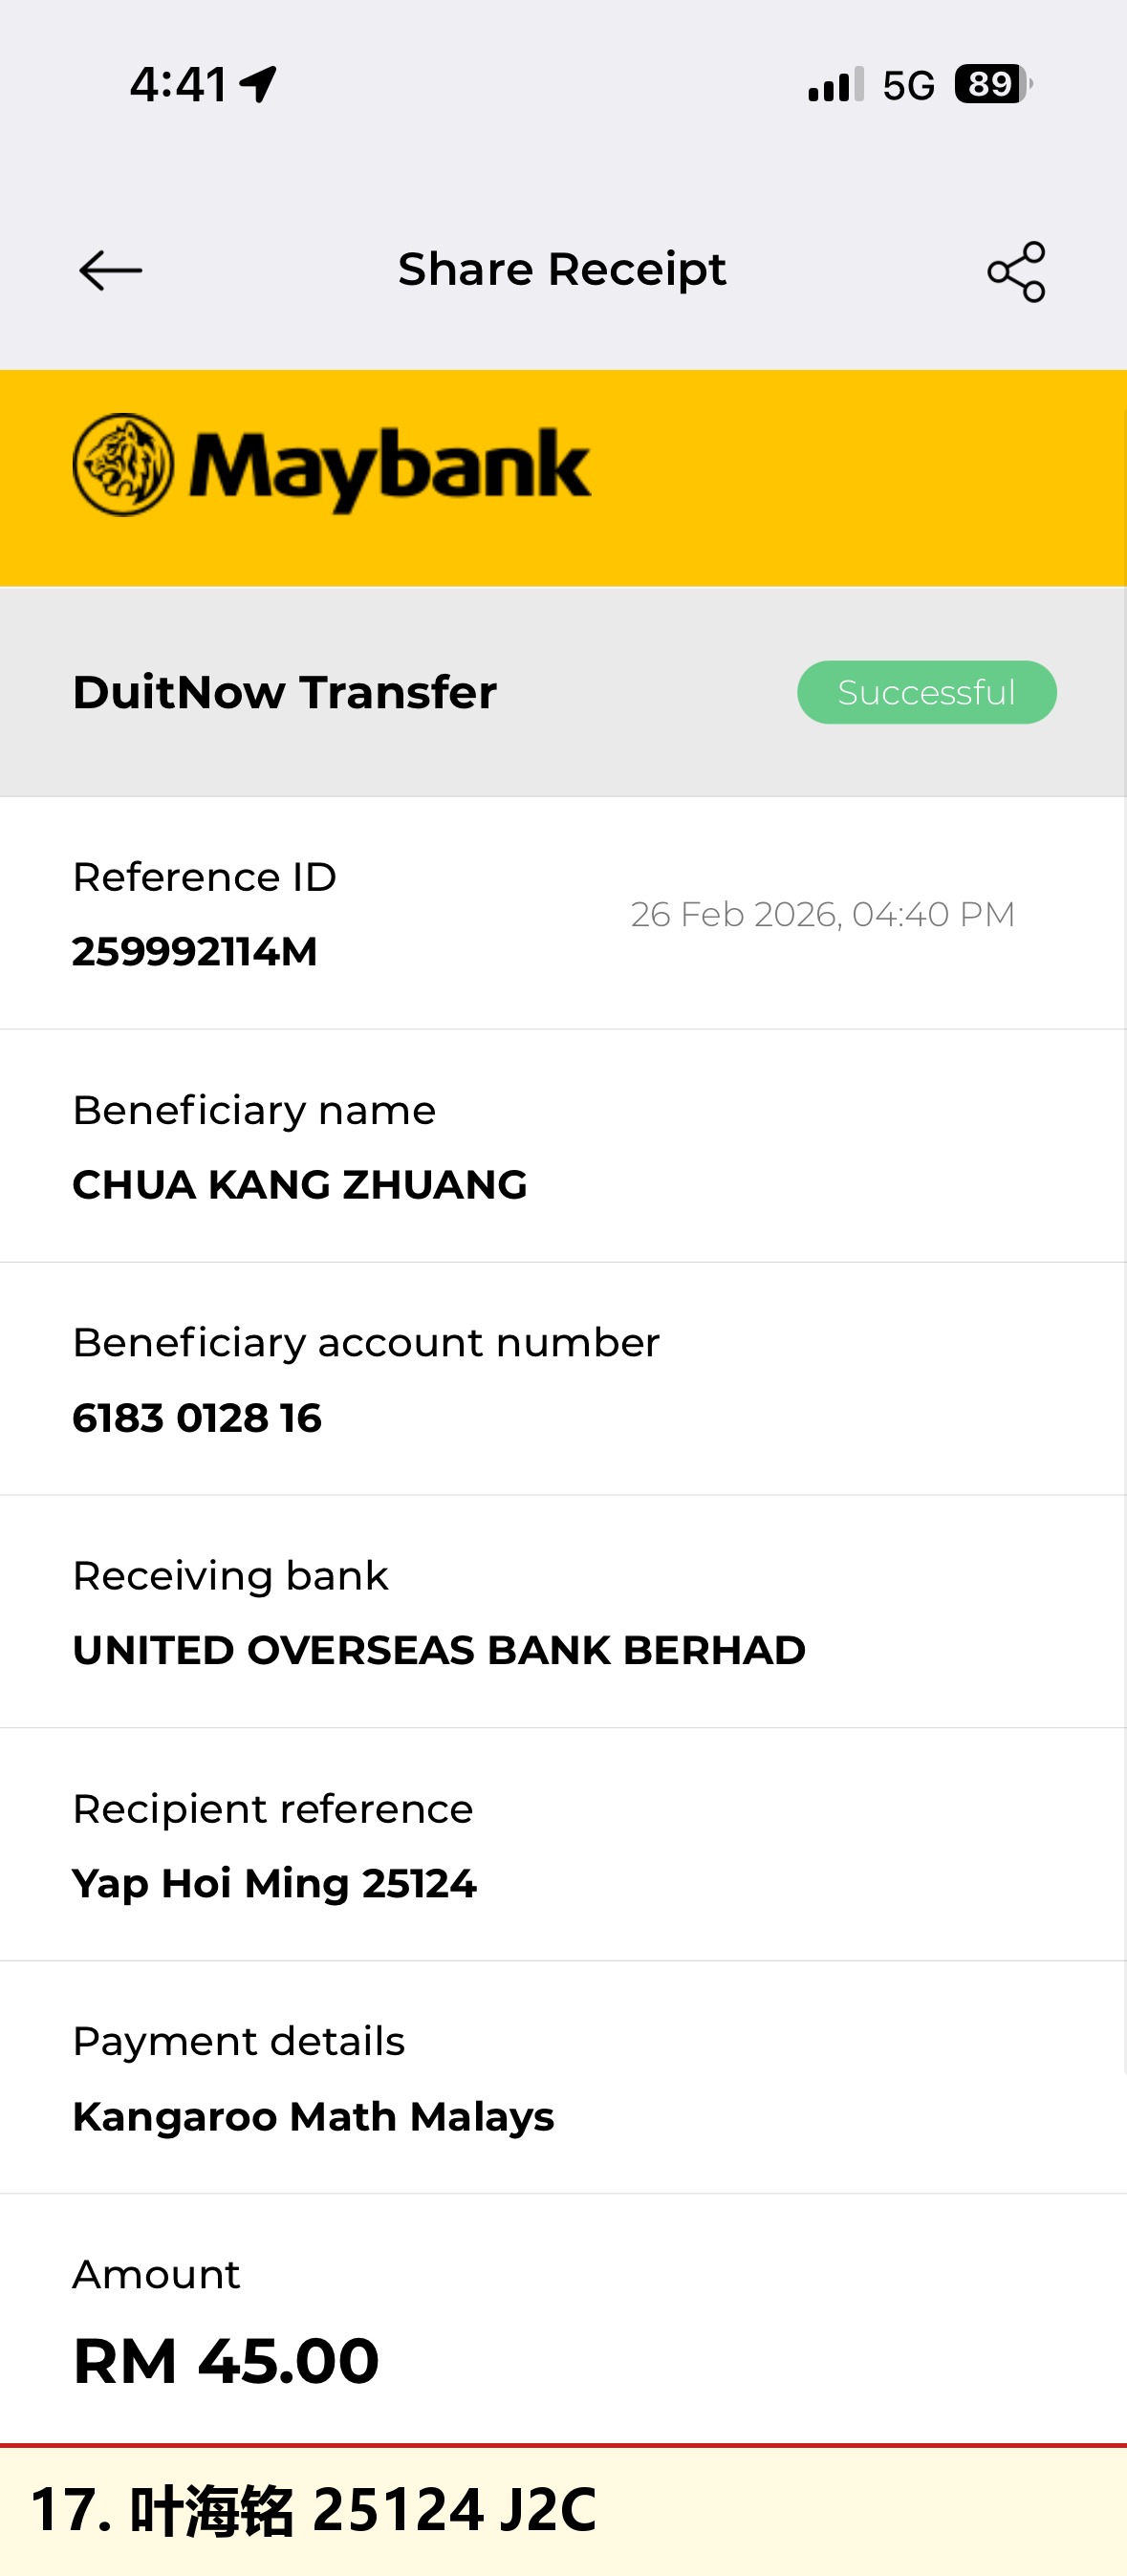 4:41
5G
89
Share Receipt
Maybank
DuitNow Transfer
Successful
Reference ID
26 Feb 2026, 04:40 PM
259992114M
Beneficiary name
CHUA KANG ZHUANG
Beneficiary account number
6183 0128 16
Receiving bank
UNITED OVERSEAS BANK BERHAD
Recipient reference
Yap Hoi Ming 25124
Payment details
Kangaroo Math Malays
Amount
RM 45.00
17. 叶海铭 25124 J2C